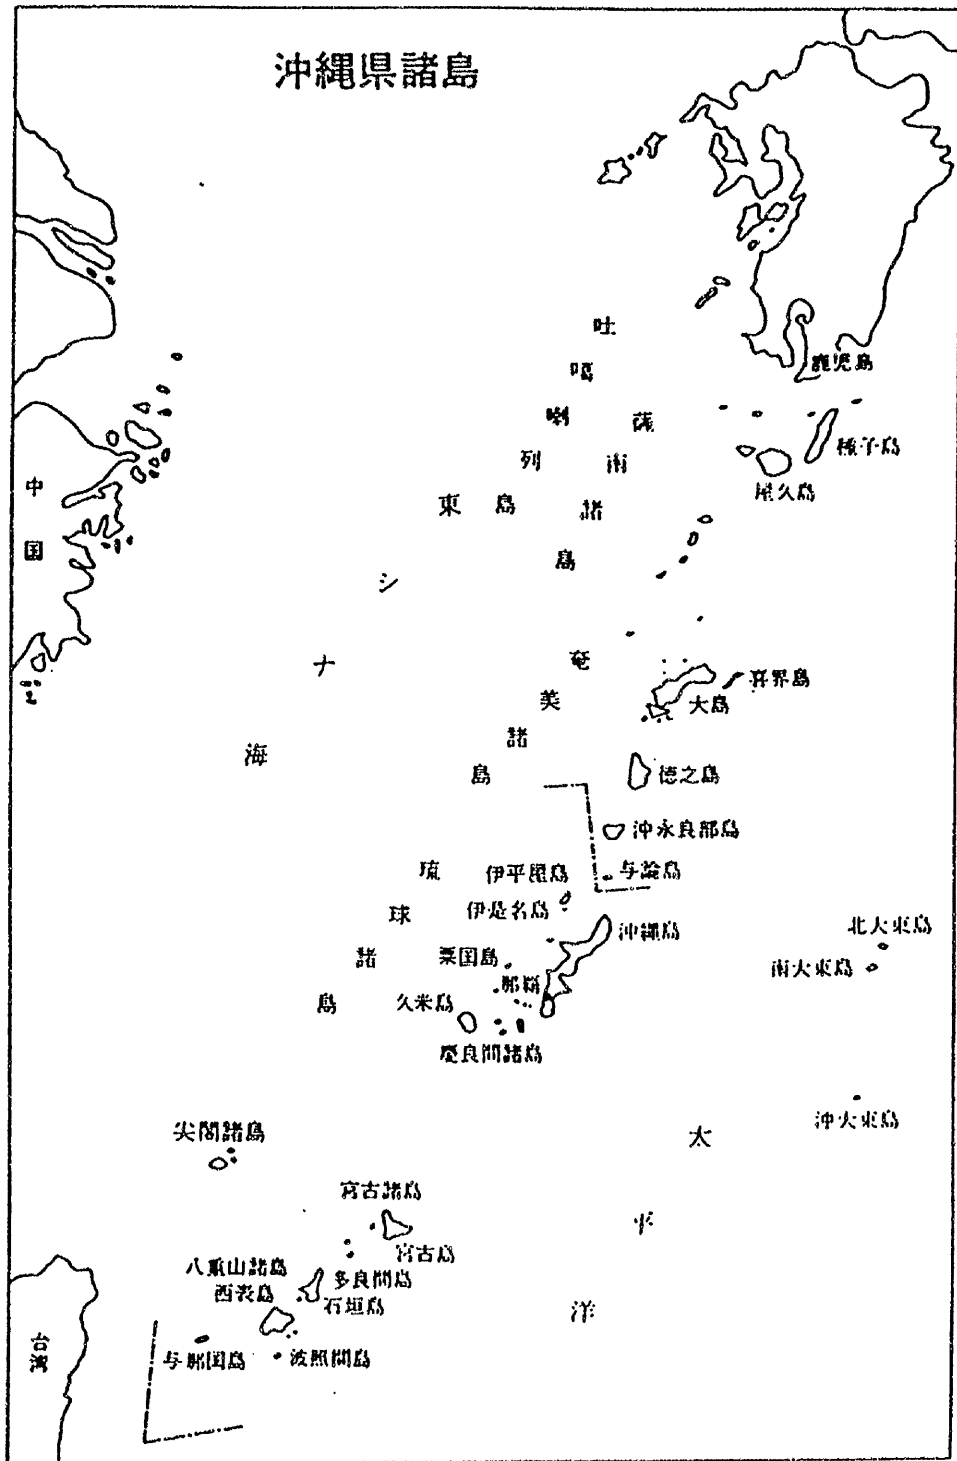 沖縄県諸島
鹿児島
種子島
屋久島
吐噶喇列島
薩南諸島
中国
東シナ海
奄美諸島
喜界島
大島
徳之島
沖永良部島
与論島
琉球諸島
伊平屋島
伊是名島
沖縄島
粟国島
那覇
久米島
慶良間諸島
北大東島
南大東島
沖大東島
尖閣諸島
太平洋
宮古諸島
宮古島
八重山諸島
多良間島
西表島
石垣島
台湾
与那国島
波照間島